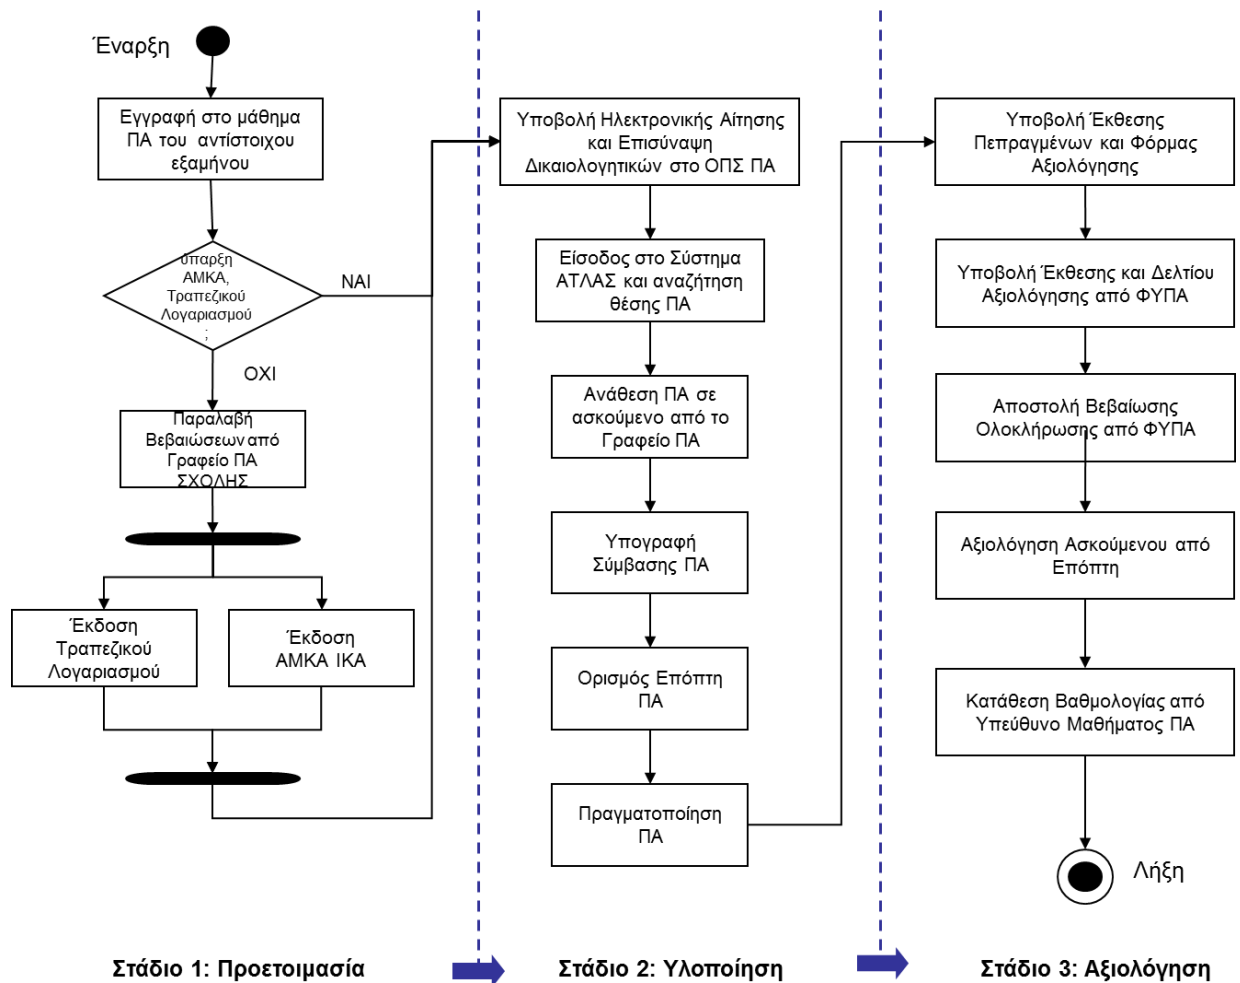 Έναρξη
Εγγραφή στο μάθημα
ΠΑ του αντίστοιχου
εξαμήνου
ύπαρξη
ΑΜΚΑ,
Τραπεζικού
Λογαριασμού
;
ΝΑΙ
ΟΧΙ
Παραλαβή
Βεβαιώσεων από
Γραφείο ΠΑ
ΣΧΟΛΗΣ
Έκδοση
Τραπεζικού
Λογαριασμού
Έκδοση
ΑΜΚΑ ΙΚΑ
Στάδιο 1: Προετοιμασία
Υποβολή Ηλεκτρονικής Αίτησης
και Επισύναψη
Δικαιολογητικών στο ΟΠΣ ΠΑ
Είσοδος στο Σύστημα
ΑΤΛΑΣ και αναζήτηση
θέσης ΠΑ
Ανάθεση ΠΑ σε
ασκούμενο από το
Γραφείο ΠΑ
Υπογραφή
Σύμβασης ΠΑ
Ορισμός Επόπτη
ΠΑ
Πραγματοποίηση
ΠΑ
Στάδιο 2: Υλοποίηση
Υποβολή Έκθεσης
Πεπραγμένων και Φόρμας
Αξιολόγησης
Υποβολή Έκθεσης και Δελτίου
Αξιολόγησης από ΦΥΠΑ
Αποστολή Βεβαίωσης
Ολοκλήρωσης από ΦΥΠΑ
Αξιολόγηση Ασκούμενου από
Επόπτη
Κατάθεση Βαθμολογίας από
Υπεύθυνο Μαθήματος ΠΑ
Λήξη
Στάδιο 3: Αξιολόγηση